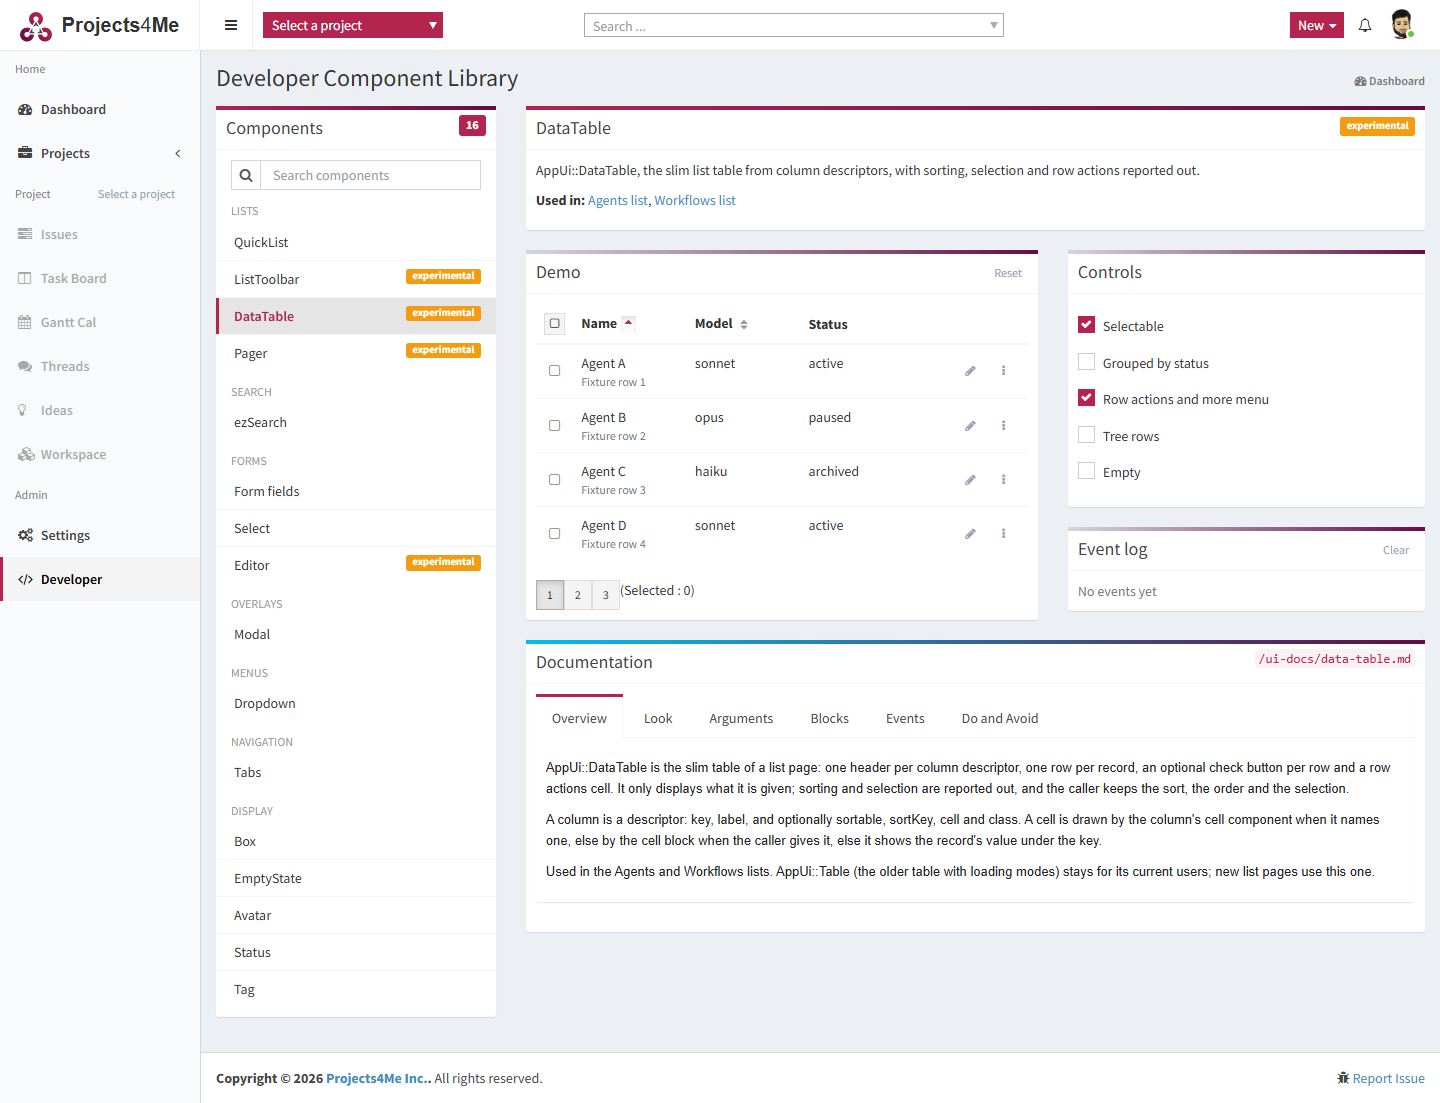 Projects4Me
Select a project
Search ...
New
Home
Dashboard
Projects
Project
Select a project
Issues
Task Board
Gantt Cal
Threads
Ideas
Workspace
Admin
Settings
Developer
Developer Component Library
Dashboard
Components
16
Search components
LISTS
QuickList
ListToolbar
experimental
DataTable
experimental
Pager
experimental
SEARCH
ezSearch
FORMS
Form fields
Select
Editor
experimental
OVERLAYS
Modal
MENUS
Dropdown
NAVIGATION
Tabs
DISPLAY
Box
EmptyState
Avatar
Status
Tag
DataTable
experimental
AppUi::DataTable, the slim list table from column descriptors, with sorting, selection and row actions reported out.
Used in: Agents list, Workflows list
Demo
Reset
Name Model Status
Agent A sonnet active
Fixture row 1
Agent B opus paused
Fixture row 2
Agent C haiku archived
Fixture row 3
Agent D sonnet active
Fixture row 4
1 2 3 (Selected : 0)
Controls
Selectable
Grouped by status
Row actions and more menu
Tree rows
Empty
Event log
Clear
No events yet
Documentation
/ui-docs/data-table.md
Overview Look Arguments Blocks Events Do and Avoid
AppUi::DataTable is the slim table of a list page: one header per column descriptor, one row per record, an optional check button per row and a row
actions cell. It only displays what it is given; sorting and selection are reported out, and the caller keeps the sort, the order and the selection.
A column is a descriptor: key, label, and optionally sortable, sortKey, cell and class. A cell is drawn by the column's cell component when it names
one, else by the cell block when the caller gives it, else it shows the record's value under the key.
Used in the Agents and Workflows lists. AppUi::Table (the older table with loading modes) stays for its current users; new list pages use this one.
Copyright © 2026 Projects4Me Inc.. All rights reserved.
Report Issue